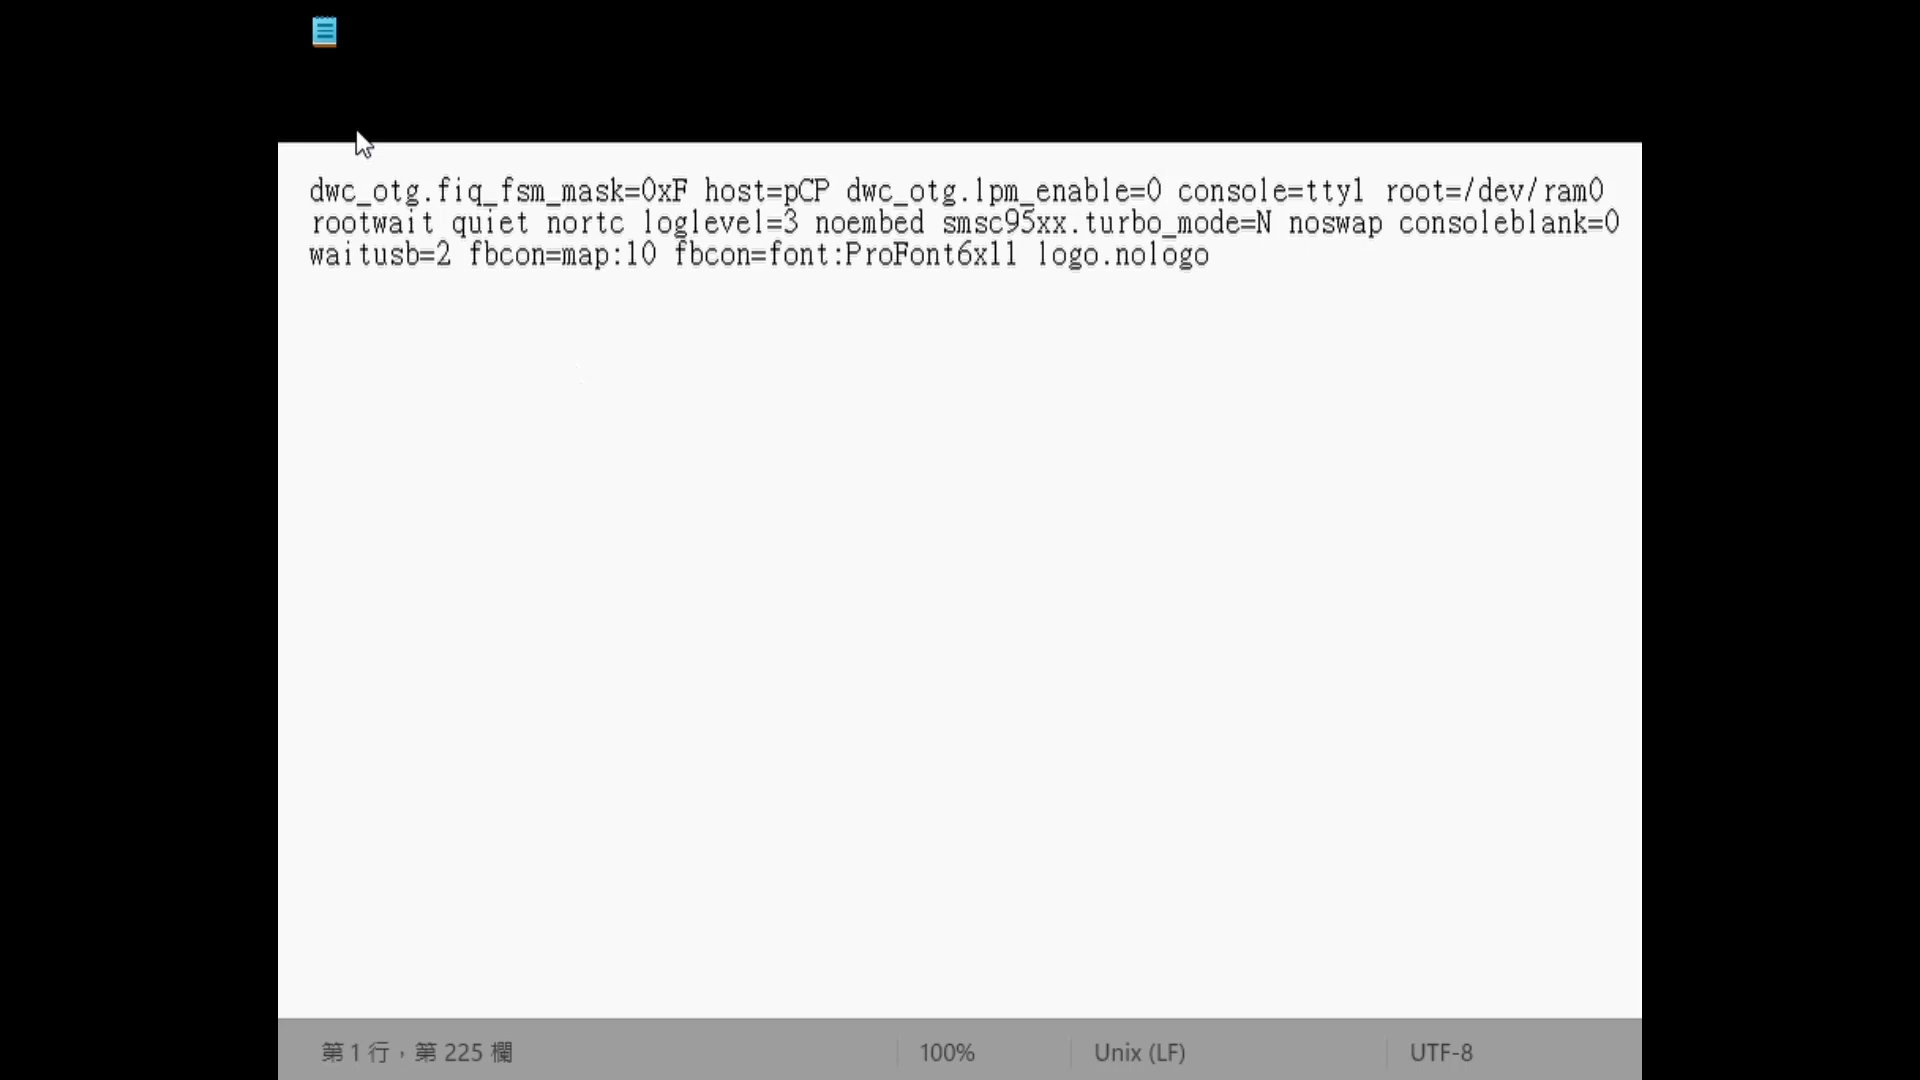 dwc_otg.fiq_fsm_mask=0xF host=pCP dwc_otg.lpm_enable=0 console=tty1 root=/dev/ram0
rootwait quiet nortc loglevel=3 noembed smsc95xx.turbo_mode=N noswap consoleblank=0
waitusb=2 fbcon=map:10 fbcon=font:ProFont6x11 logo.nologo
第 1 行，第 225 欄 100% Unix (LF) UTF-8